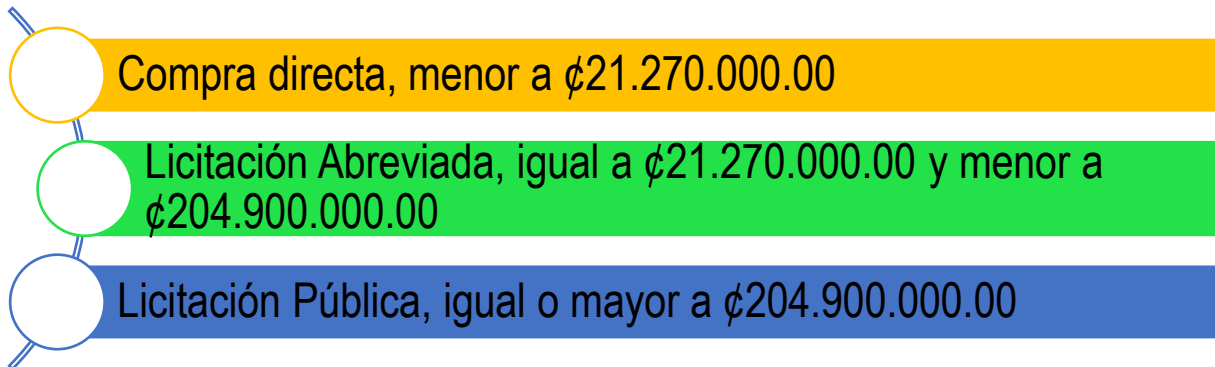 Compra directa, menor a ₡21.270.000.00
Licitación Abreviada, igual a ₡21.270.000.00 y menor a
₡204.900.000.00
Licitación Pública, igual o mayor a ₡204.900.000.00